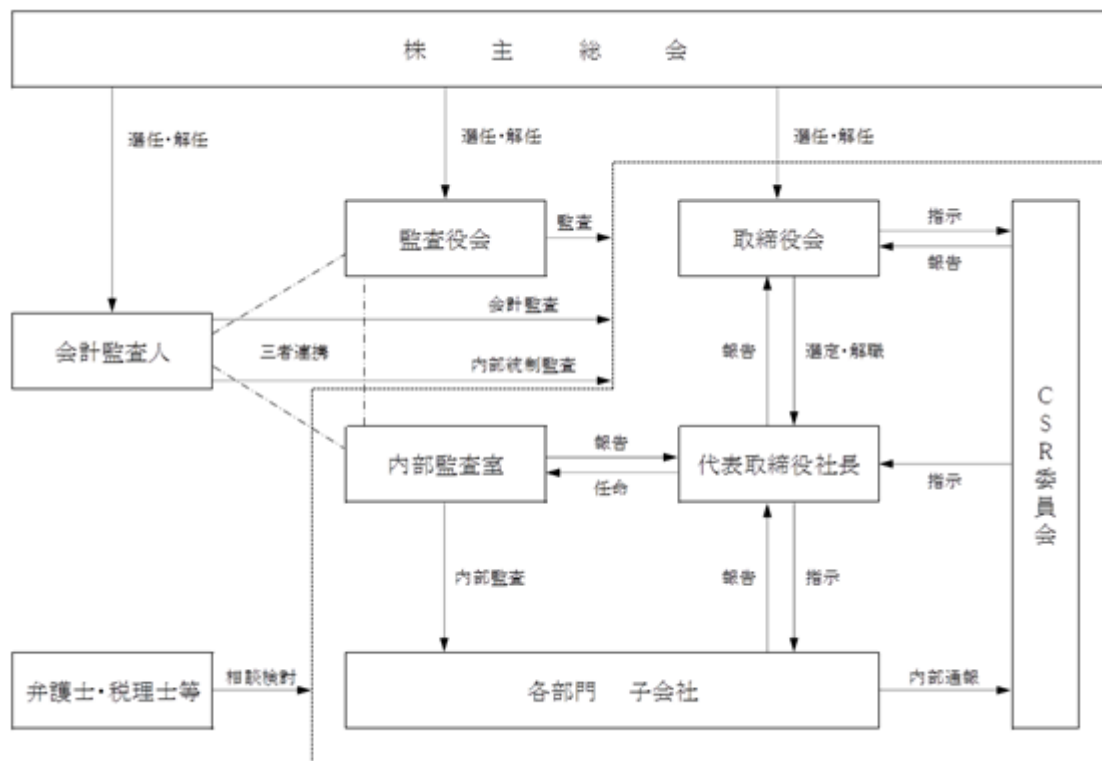 株主総会
選任・解任
選任・解任
選任・解任
監査役会
監査
取締役会
指示
報告
会計監査人
会計監査
三者連携
内部統制監査
報告
選定・解職
CSR委員会
内部監査室
報告
任命
代表取締役社長
指示
内部監査
報告
指示
弁護士・税理士等
相談検討
各部門 子会社
内部通報